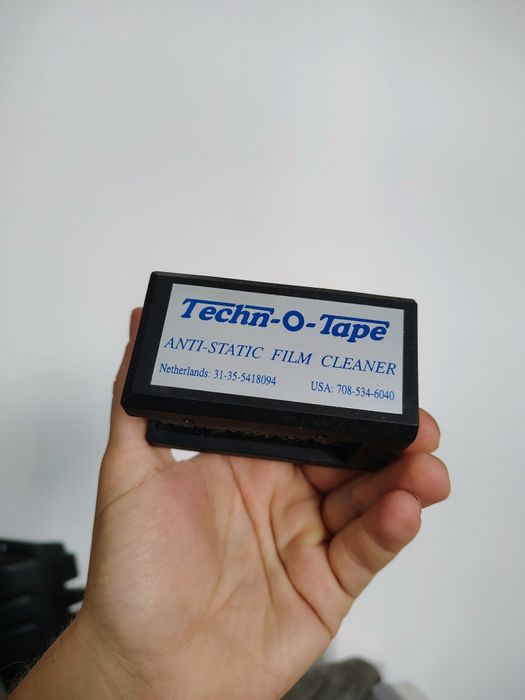 Techn-O-Tape
ANTI-STATIC FILM CLEANER
Netherlands: 31-35-5418094
USA: 708-534-6040